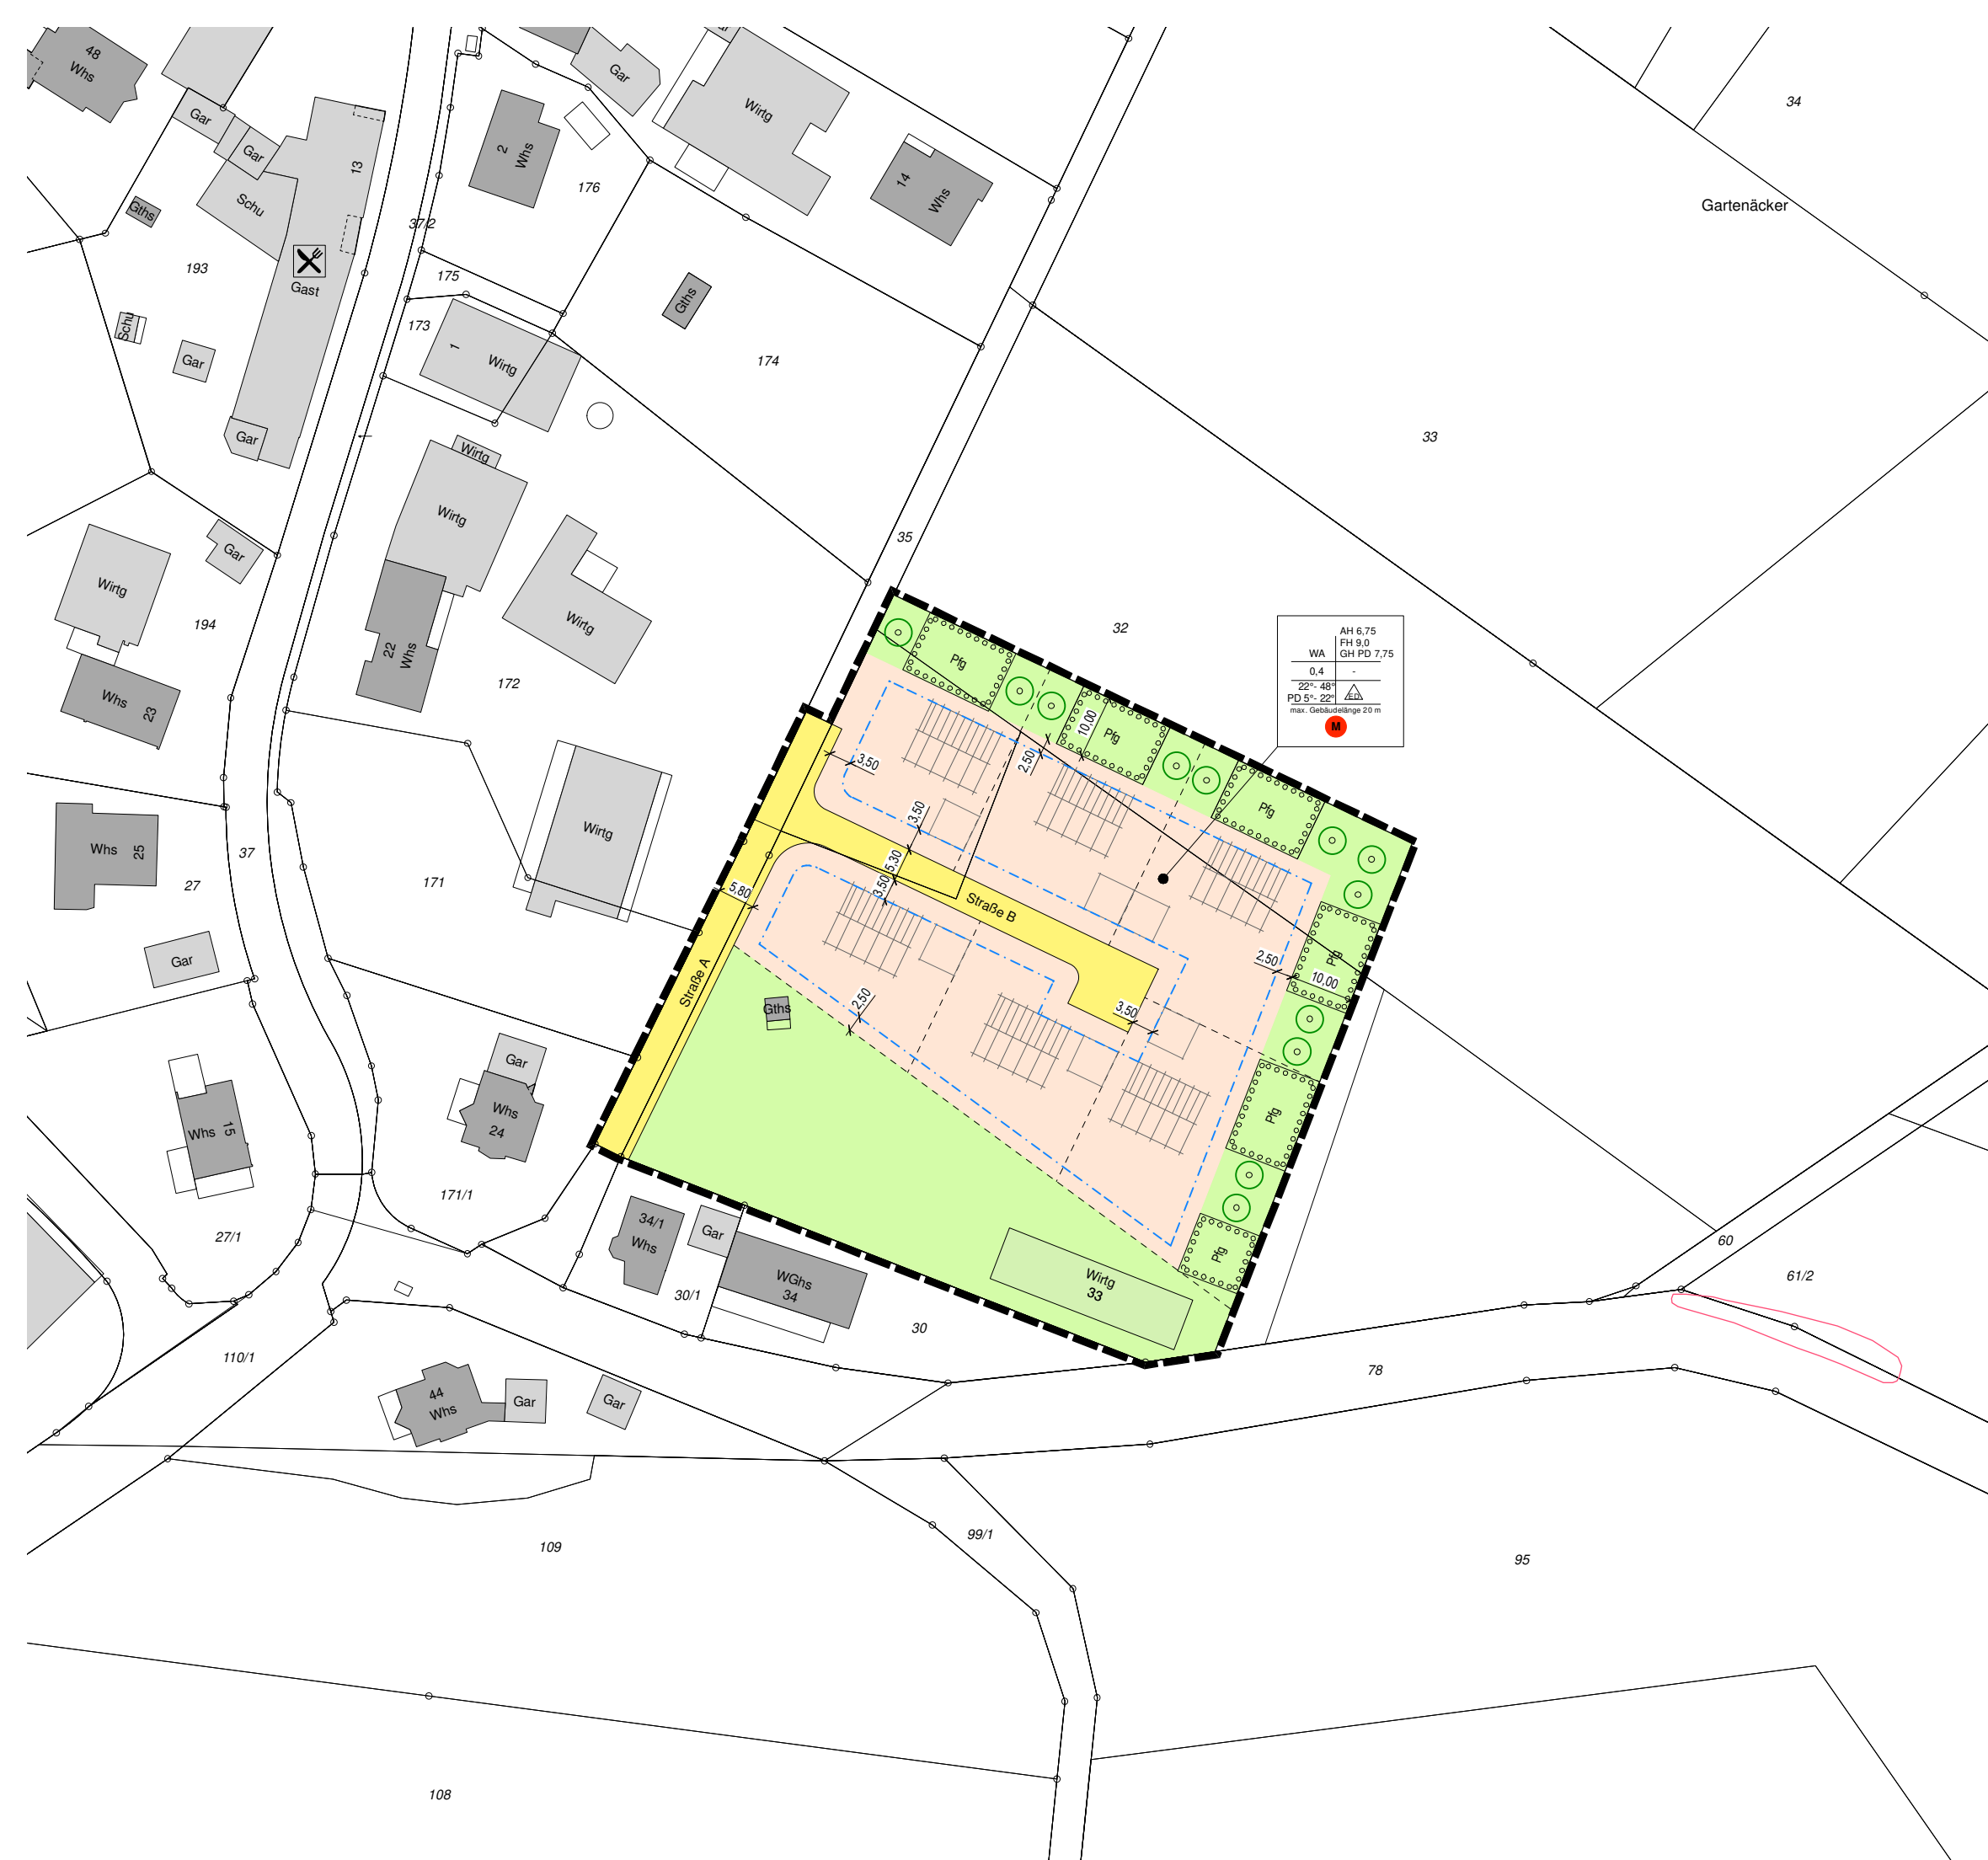 48
Whs
Gar
Gar
13
Schu
Gths
193
Gast
Schu
Gar
Gar
Gar
Wirtg
14
Whs
2
Whs
176
37/2
175
173
1
Wirtg
Gths
174
34
Gartenäcker
33
Wirtg
Wirtg
Gar
Wirtg
194
Whs
23
22
Whs
Wirtg
172
35
32
AH 6,75
FH 9,0
WA
GH PD 7,75
0,4
-
22°- 48°
PD 5°- 22°
ED
max. Gebäudelänge 20 m
M
Pfg
Pfg
Pfg
Pfg
Pfg
Pfg
10,00
2,50
3,50
3,50
5,30
3,50
5,80
2,50
10,00
3,50
2,50
Straße B
Straße A
Gths
Wirtg
Whs
25
37
27
171
Gar
Gar
Whs
24
Whs
15
171/1
27/1
34/1
Whs
Gar
WGhs
34
30/1
30
Wirtg
33
60
61/2
78
110/1
44
Whs
Gar
Gar
109
99/1
95
108